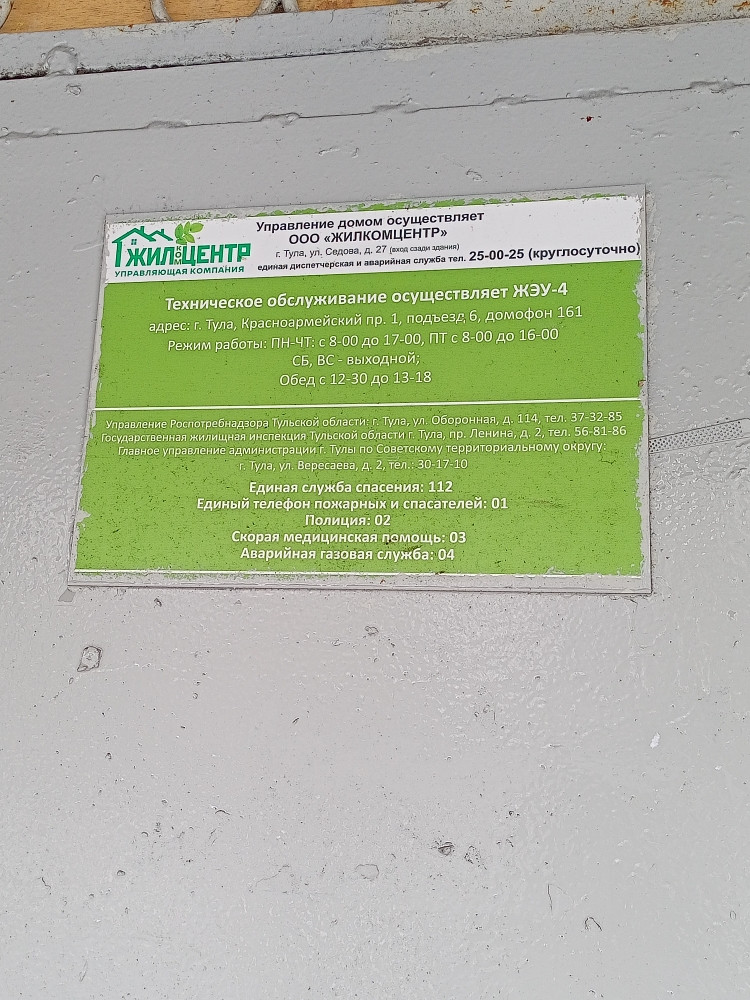 ЖИЛКОМЦЕНТР
УПРАВЛЯЮЩАЯ КОМПАНИЯ
Управление домом осуществляет
ООО «ЖИЛКОМЦЕНТР»
г. Тула, ул. Седова, д. 27 (вход сзади здания)
единая диспетчерская и аварийная служба тел. 25-00-25 (круглосуточно)
Техническое обслуживание осуществляет ЖЭУ-4
адрес: г. Тула, Красноармейский пр. 1, подъезд 6, домофон 161
Режим работы: ПН-ЧТ: с 8-00 до 17-00, ПТ с 8-00 до 16-00
СБ, ВС - выходной;
Обед с 12-30 до 13-18
Управление Роспотребнадзора Тульской области: г. Тула, ул. Оборонная, д. 114, тел. 37-32-85
Государственная жилищная инспекция Тульской области г. Тула, пр. Ленина, д. 2, тел. 56-81-86
Главное управление администрации г. Тулы по Советскому территориальному округу:
г. Тула, ул. Вересаева, д. 2, тел.: 30-17-10
Единая служба спасения: 112
Единый телефон пожарных и спасателей: 01
Полиция: 02
Скорая медицинская помощь: 03
Аварийная газовая служба: 04